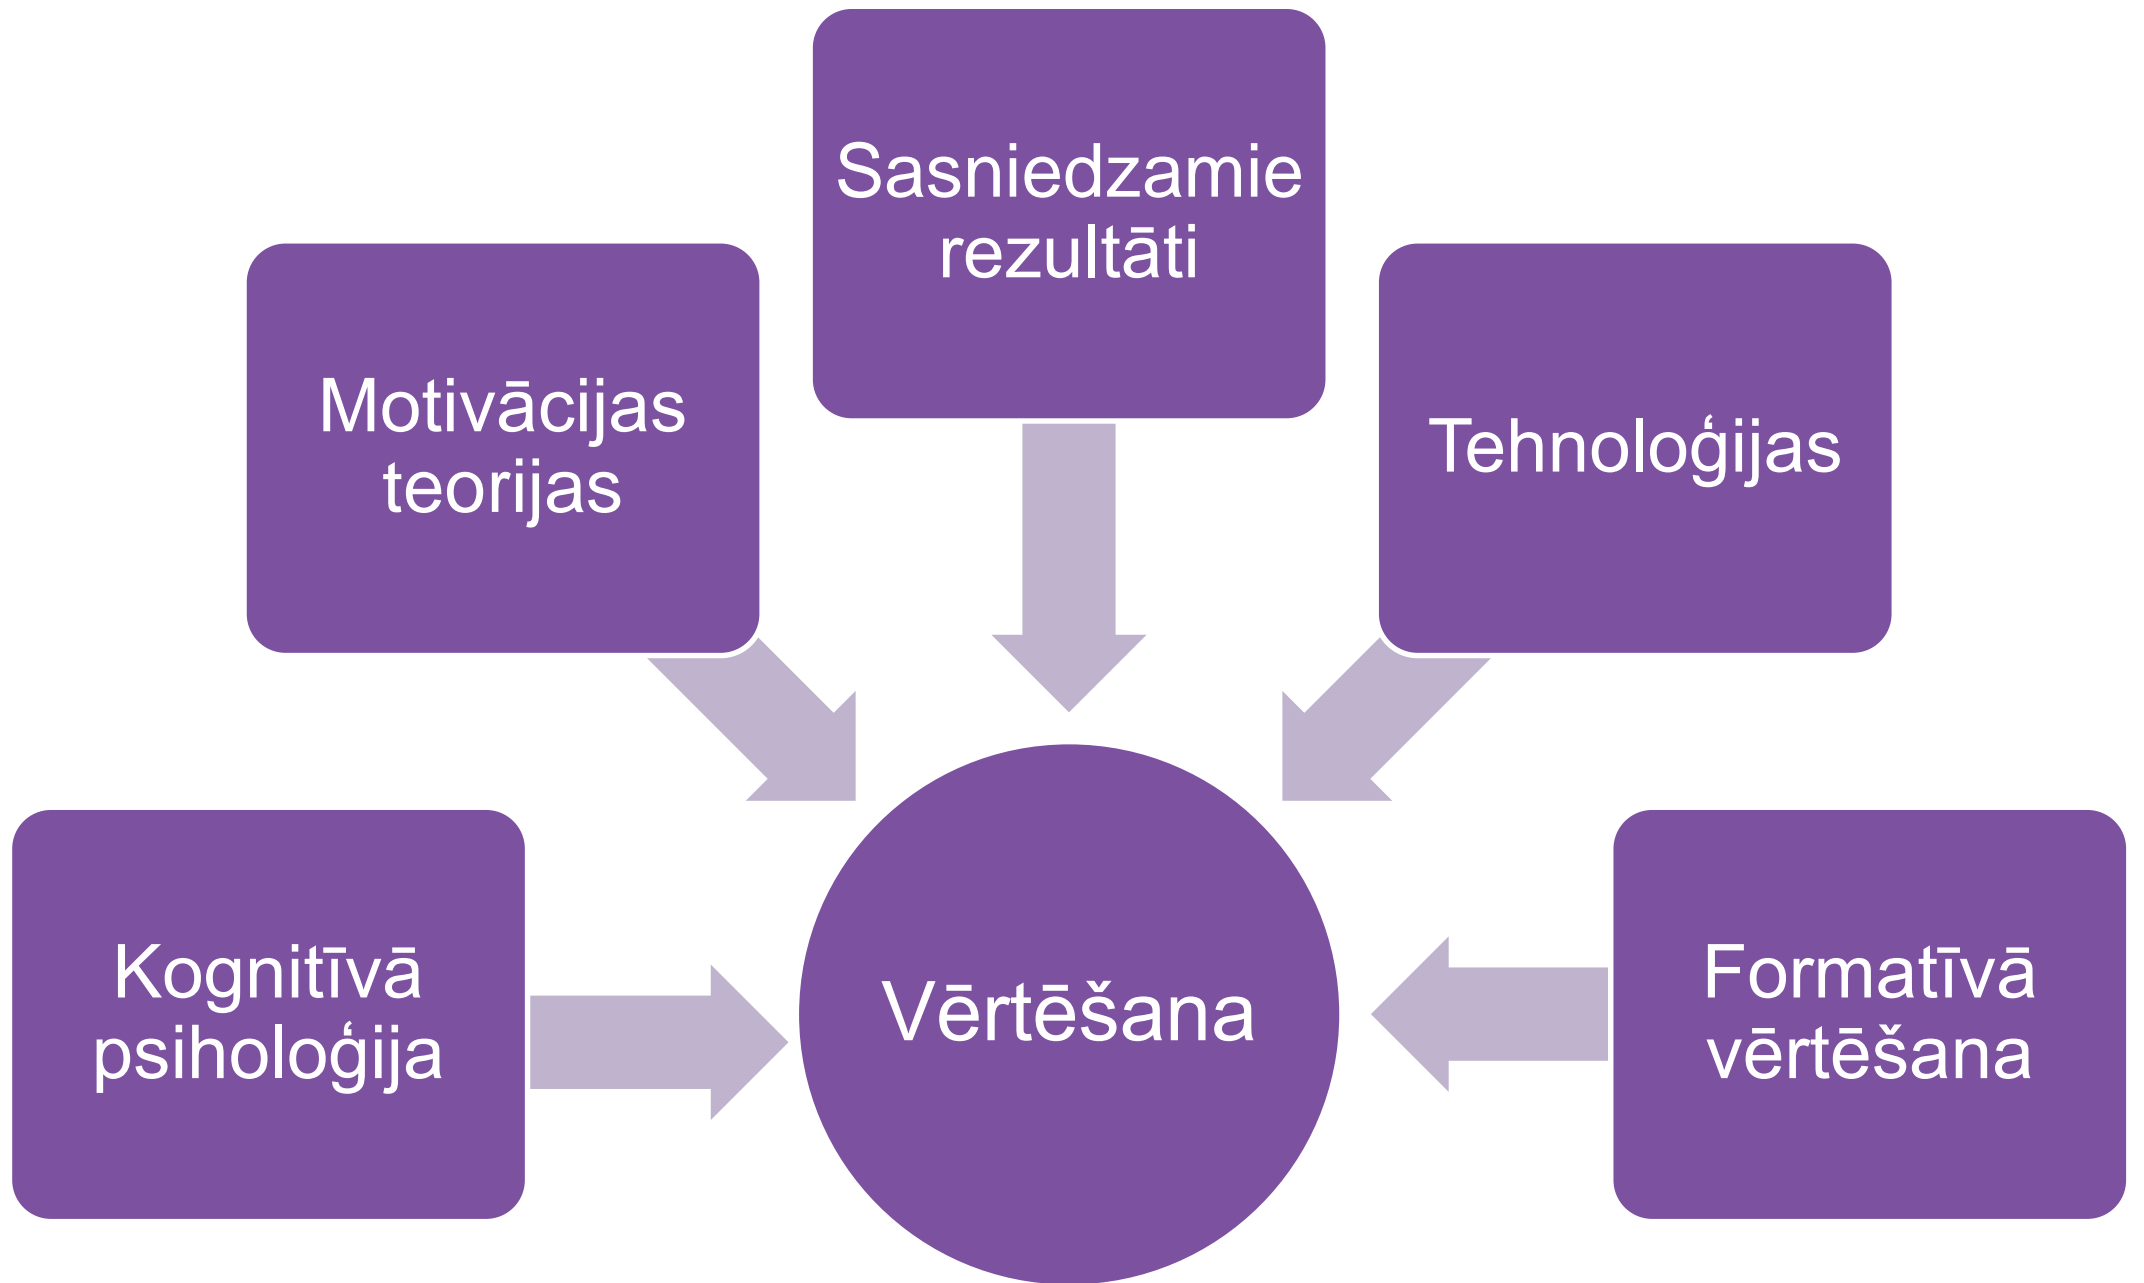 Sasniedzamie
rezultāti
Motivācijas
teorijas
Tehnoloģijas
Kognitīvā
psiholoģija
Vērtēšana
Formatīvā
vērtēšana